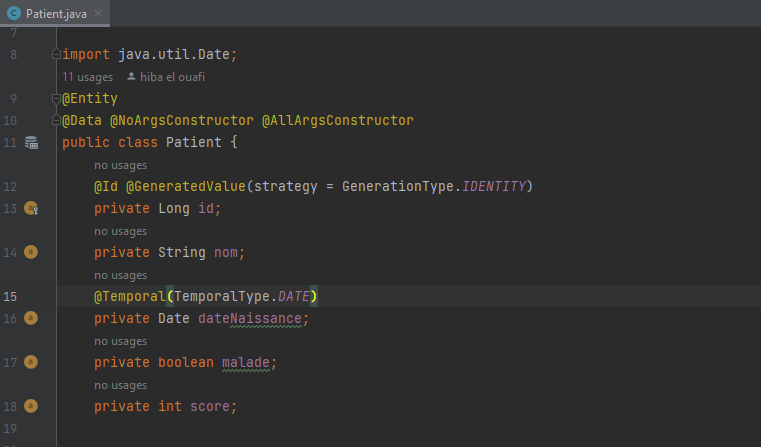 Patient.java
7
8 import java.util.Date;
11 usages hiba el ouafi
9 @Entity
10 @Data @NoArgsConstructor @AllArgsConstructor
11 public class Patient {
no usages
12 @Id @GeneratedValue(strategy = GenerationType.IDENTITY)
13 private Long id;
no usages
14 private String nom;
no usages
15 @Temporal(TemporalType.DATE)
16 private Date dateNaissance;
no usages
17 private boolean malade;
no usages
18 private int score;
19